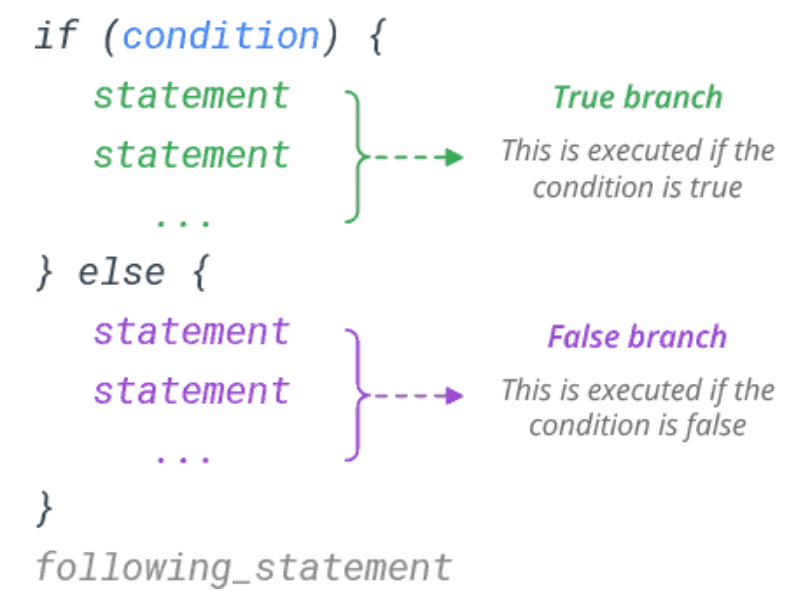 if (condition) {
statement
statement
...
True branch
This is executed if the
condition is true
} else {
statement
statement
...
False branch
This is executed if the
condition is false
}
following_statement